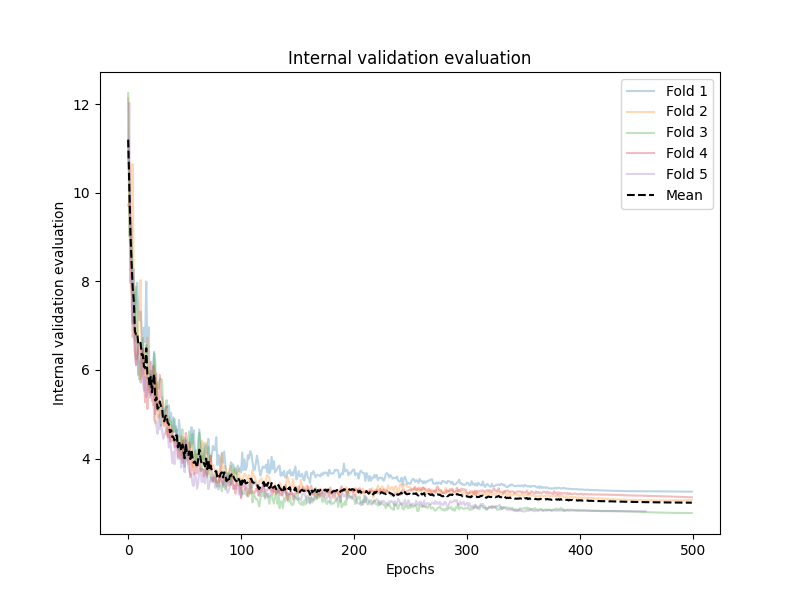 Internal validation evaluation
Internal validation evaluation
12
10
8
6
4
0
100
200
300
400
500
Epochs
Fold 1
Fold 2
Fold 3
Fold 4
Fold 5
Mean